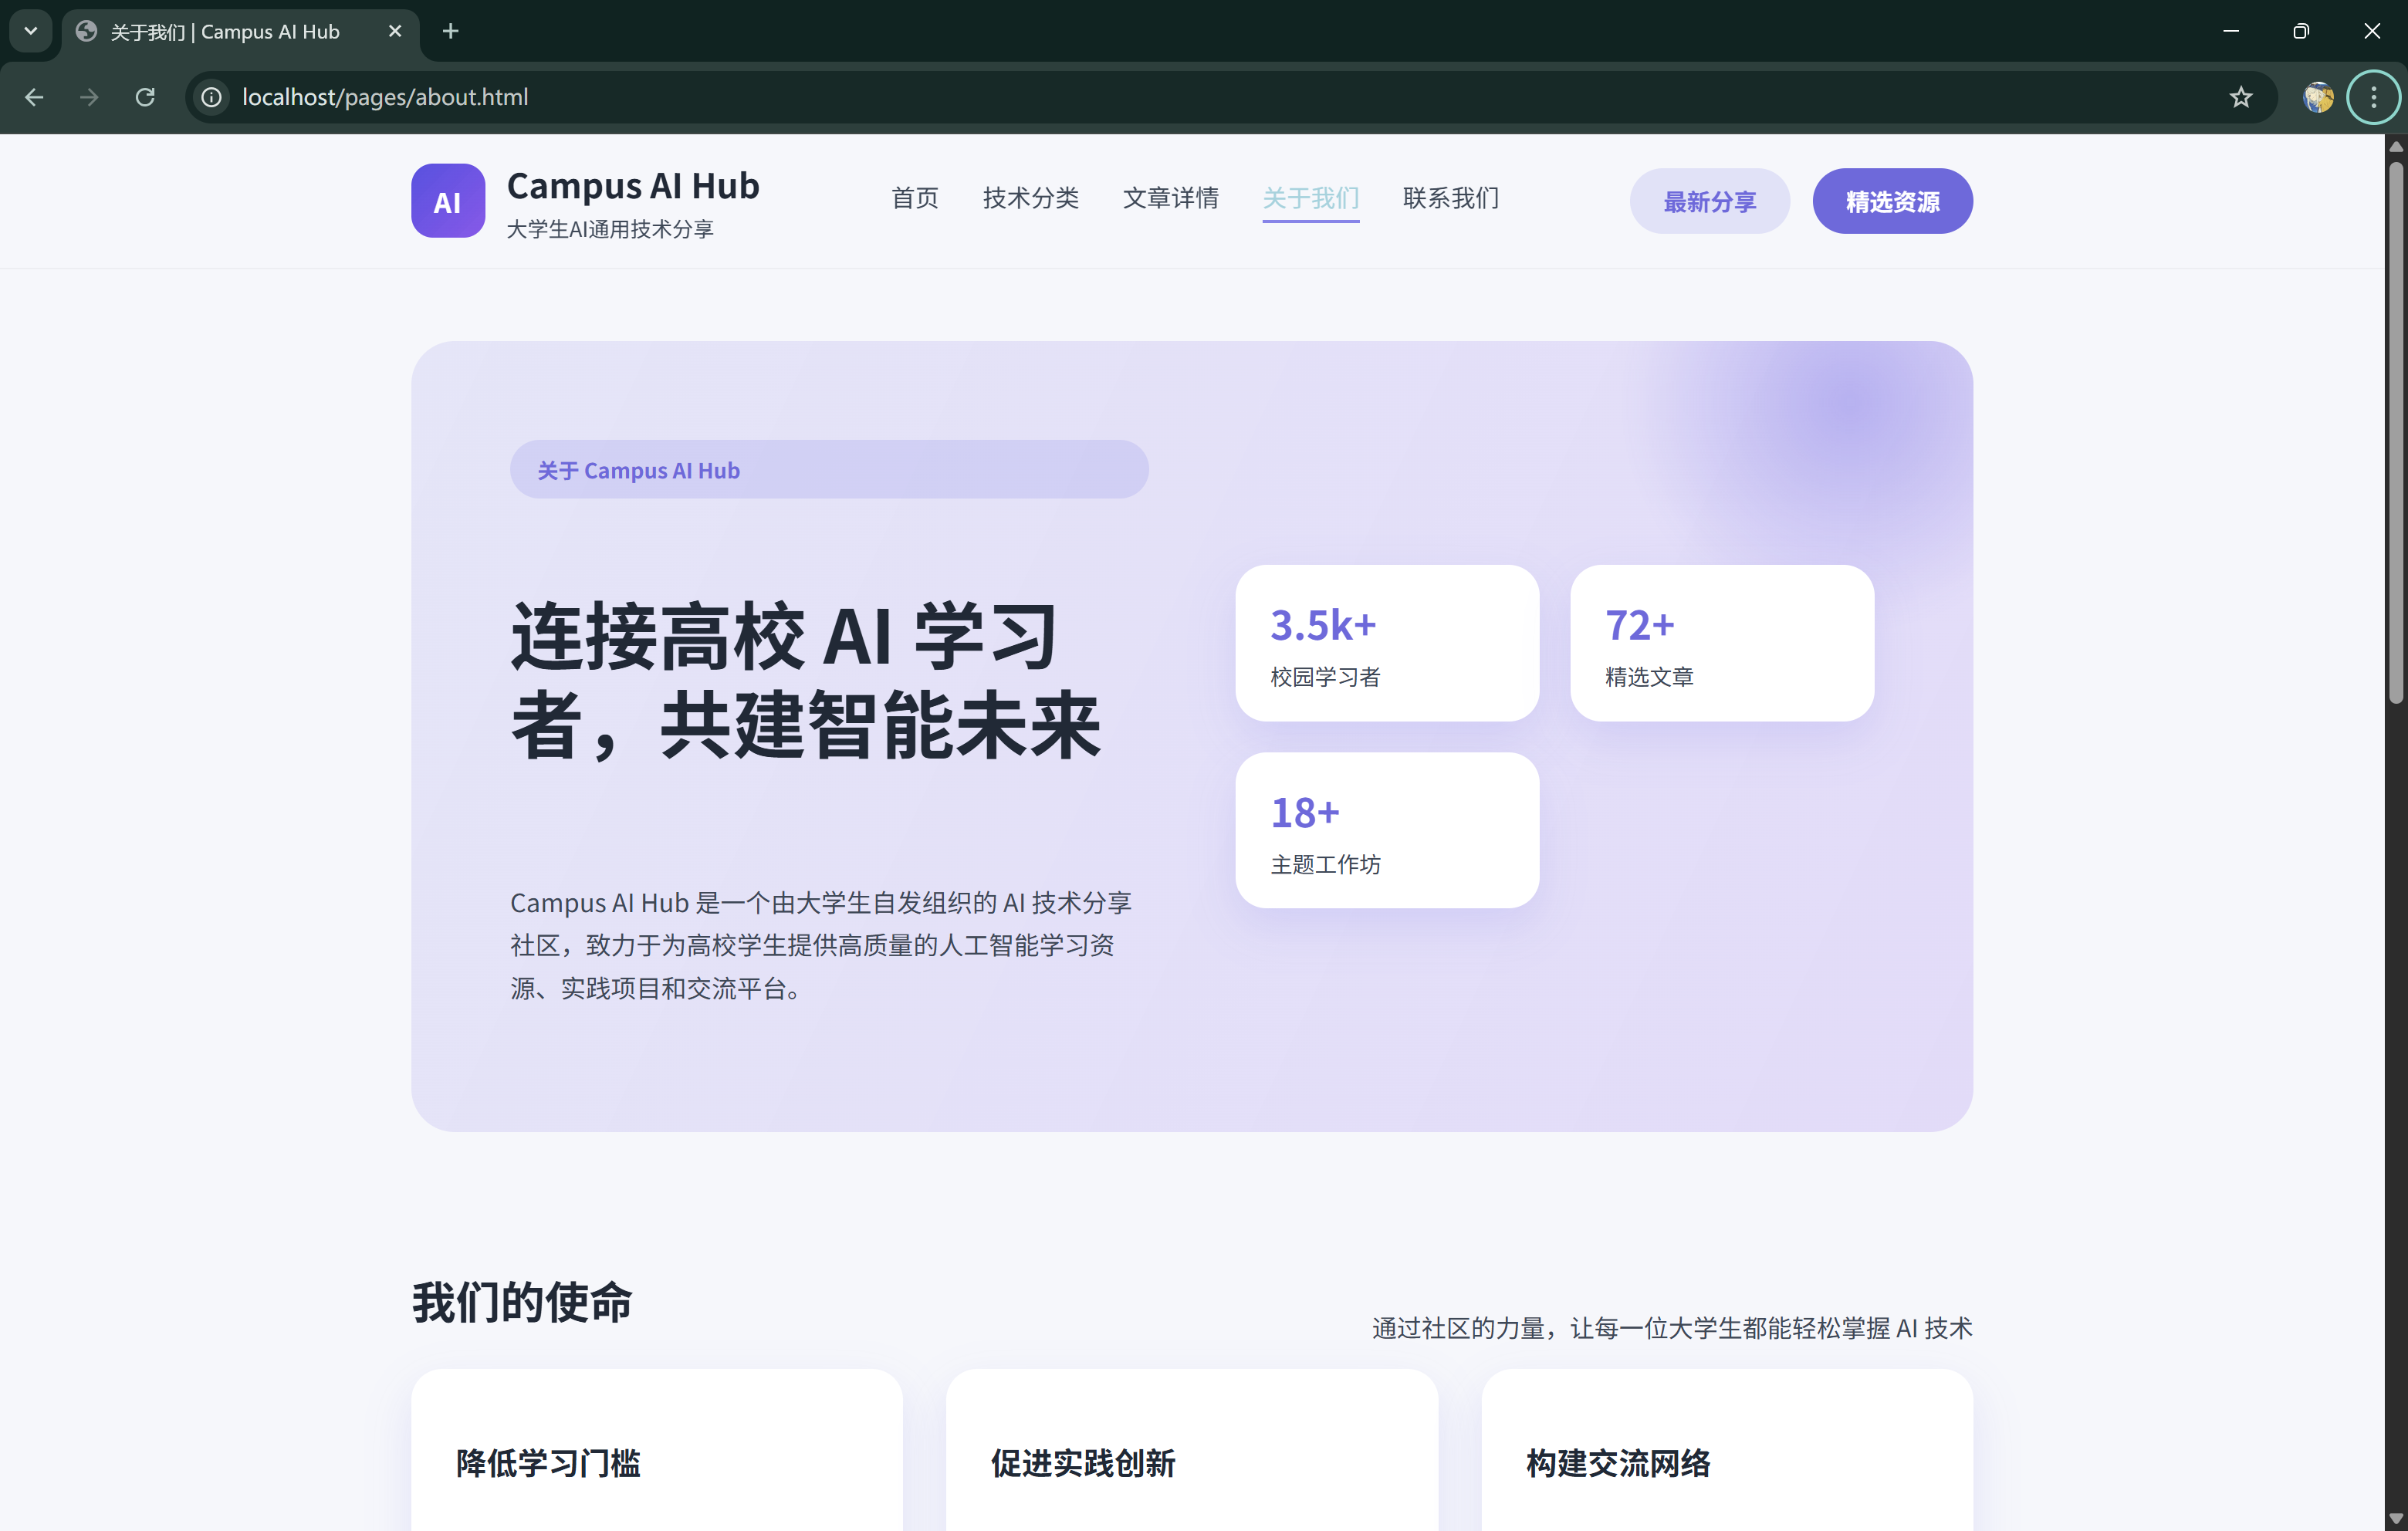 关于我们 | Campus AI Hub
localhost/pages/about.html
AI
Campus AI Hub
大学生AI通用技术分享
首页
技术分类
文章详情
关于我们
联系我们
最新分享
精选资源
关于 Campus AI Hub
连接高校 AI 学习
者，共建智能未来
Campus AI Hub 是一个由大学生自发组织的 AI 技术分享
社区，致力于为高校学生提供高质量的人工智能学习资
源、实践项目和交流平台。
3.5k+
校园学习者
72+
精选文章
18+
主题工作坊
我们的使命
通过社区的力量，让每一位大学生都能轻松掌握 AI 技术
降低学习门槛
促进实践创新
构建交流网络